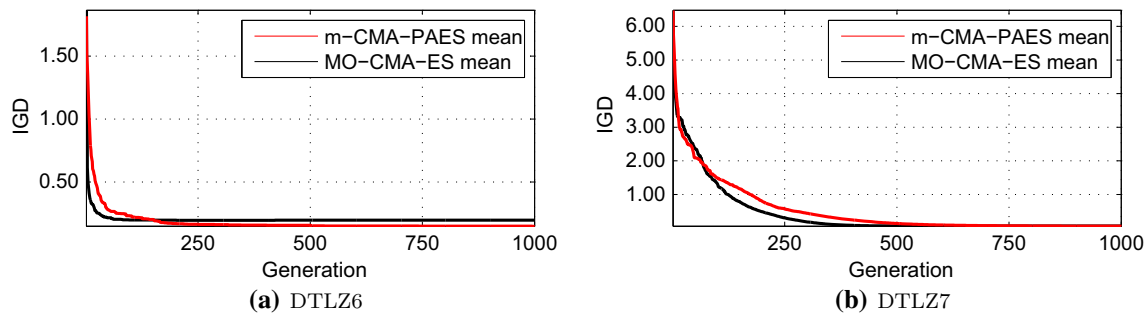 1.50
1.00
0.50
IGD
m−CMA−PAES mean
MO−CMA−ES mean
250
500
750
1000
Generation
(a) DTLZ6
6.00
5.00
4.00
3.00
2.00
1.00
IGD
m−CMA−PAES mean
MO−CMA−ES mean
250
500
750
1000
Generation
(b) DTLZ7